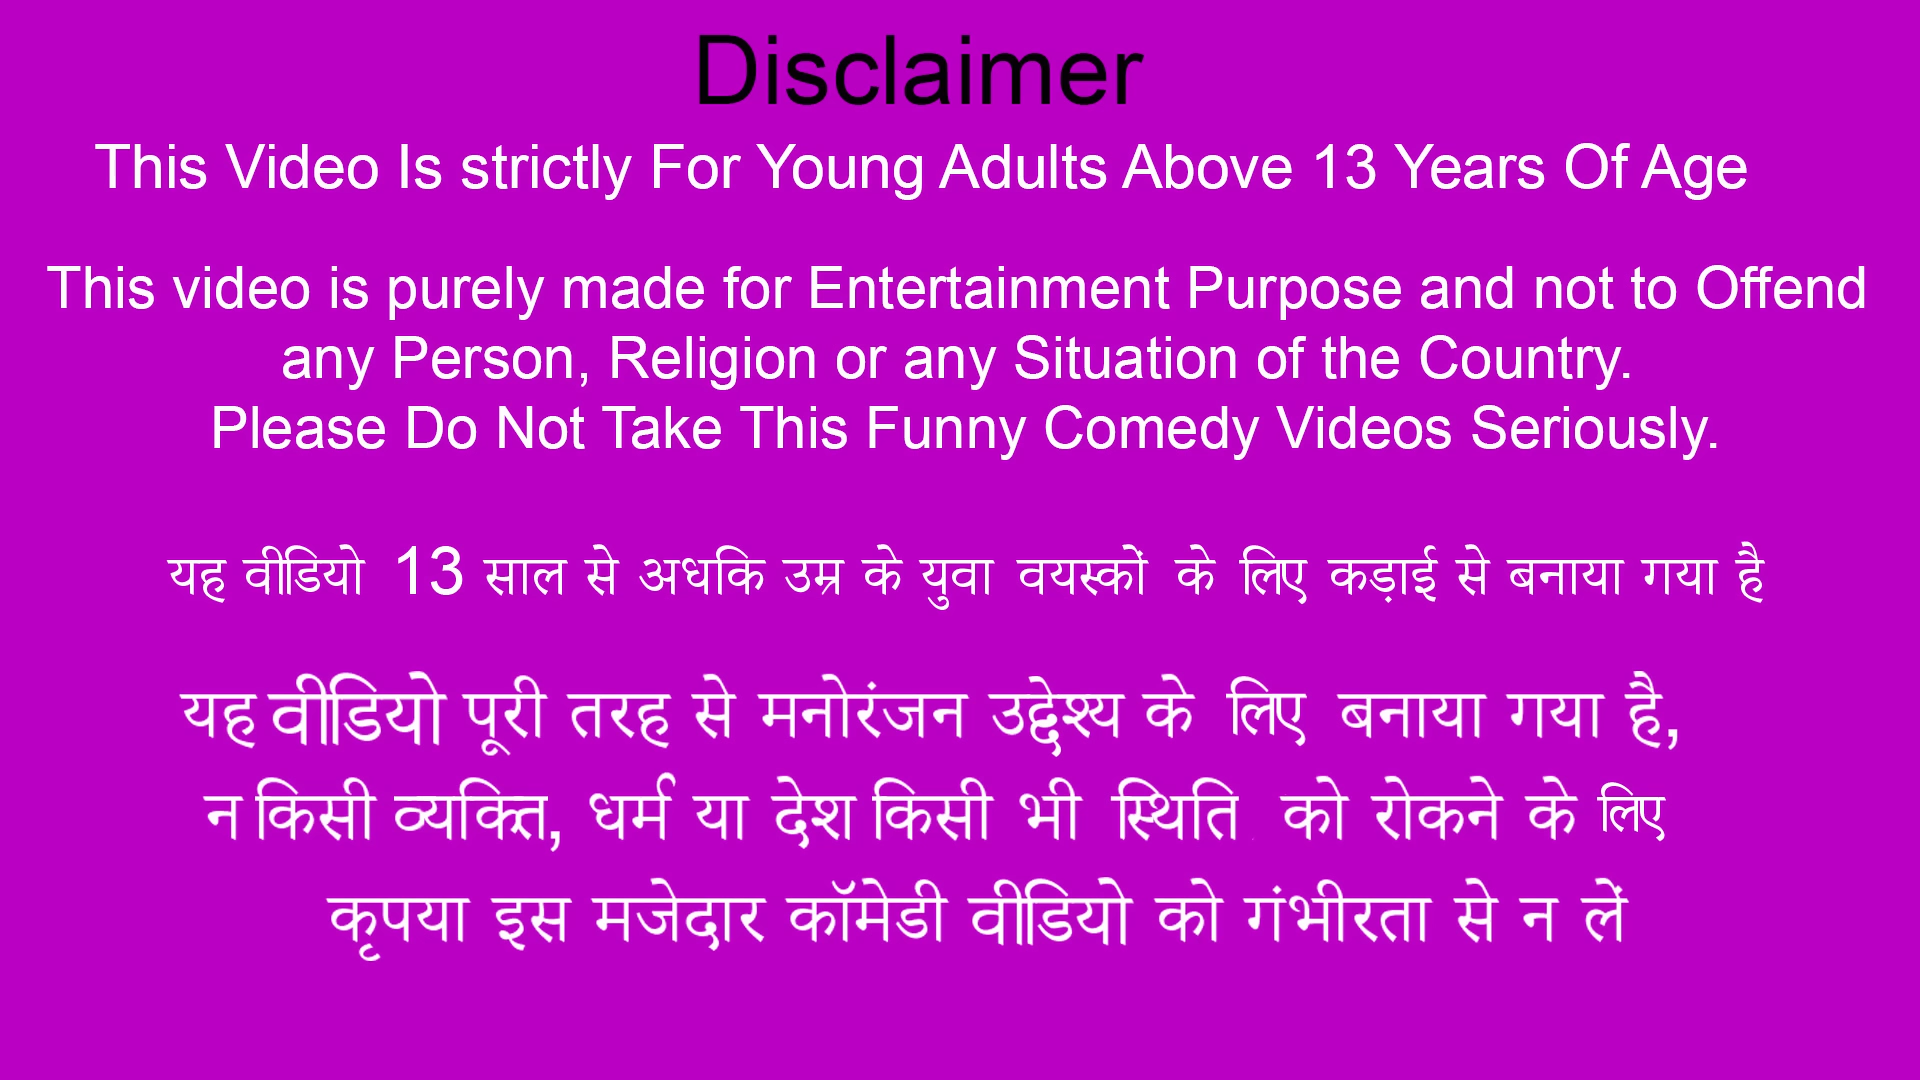 Disclaimer
This Video Is strictly For Young Adults Above 13 Years Of Age
This video is purely made for Entertainment Purpose and not to Offend
any Person, Religion or any Situation of the Country.
Please Do Not Take This Funny Comedy Videos Seriously.
यह वीडियो 13 साल से अधकि उम्र के युवा वयस्कों के लिए कड़ाई से बनाया गया है
यह वीडियो पूरी तरह से मनोरंजन उद्देश्य के लिए बनाया गया है,
न किसी व्यक्ति, धर्म या देश किसी भी स्थिति को रोकने के लिए
कृपया इस मजेदार कॉमेडी वीडियो को गंभीरता से न लें